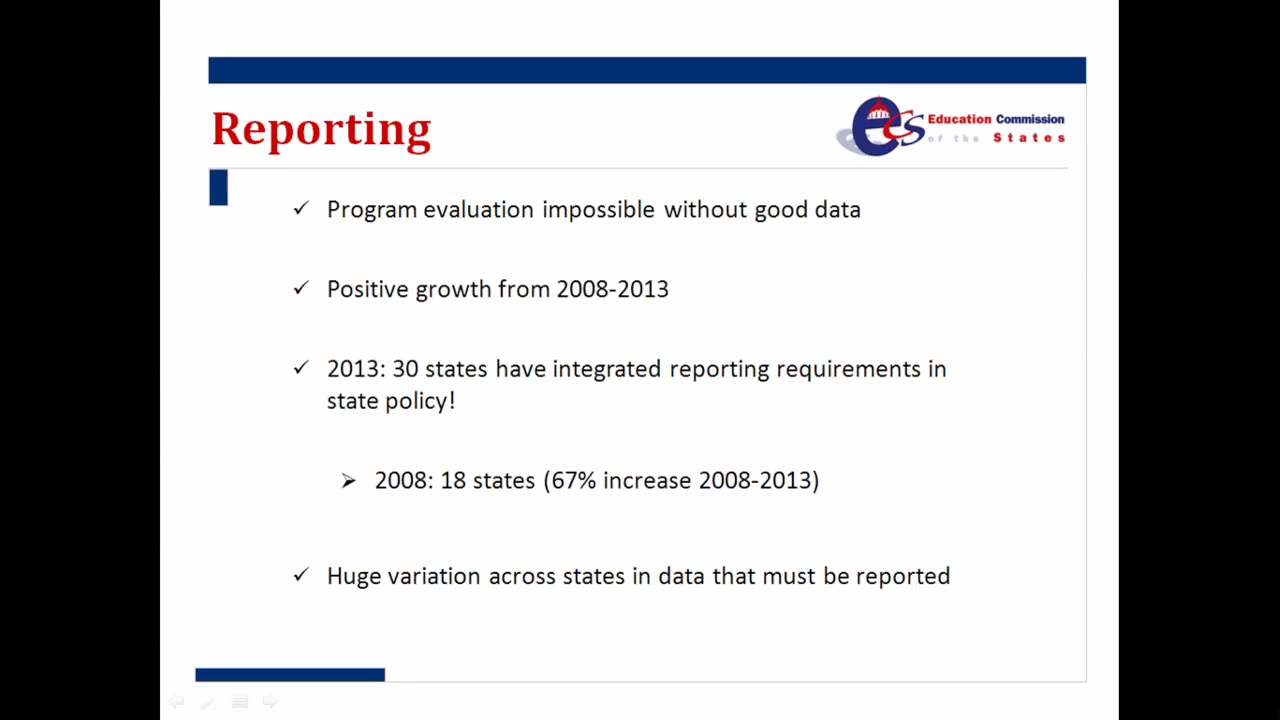 Reporting
ecs Education Commission
of the States
✓ Program evaluation impossible without good data
✓ Positive growth from 2008-2013
✓ 2013: 30 states have integrated reporting requirements in
state policy!
➢ 2008: 18 states (67% increase 2008-2013)
✓ Huge variation across states in data that must be reported